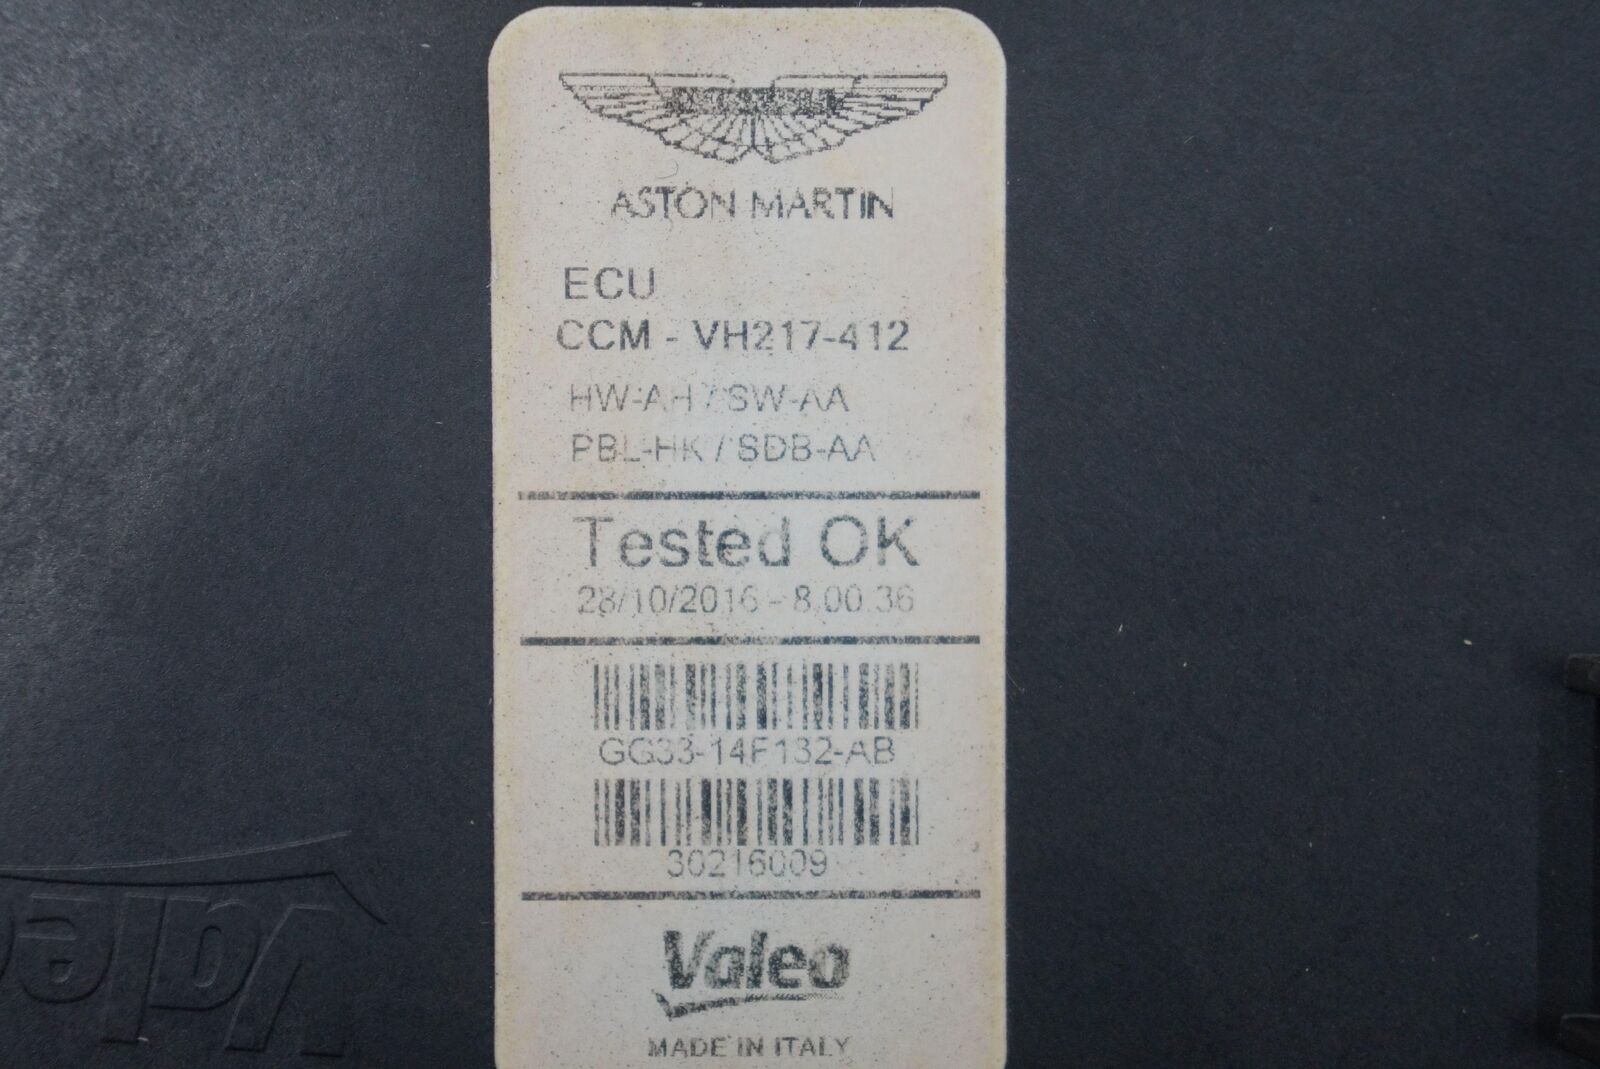 ASTON MARTIN
ECU
CCM - VH217-412
HW-AH / SW-AA
PBL-HK / SDB-AA
Tested OK
28/10/2016 - 8.00.36
GG33-14F132-AB
30216009
Valeo
MADE IN ITALY
Vale